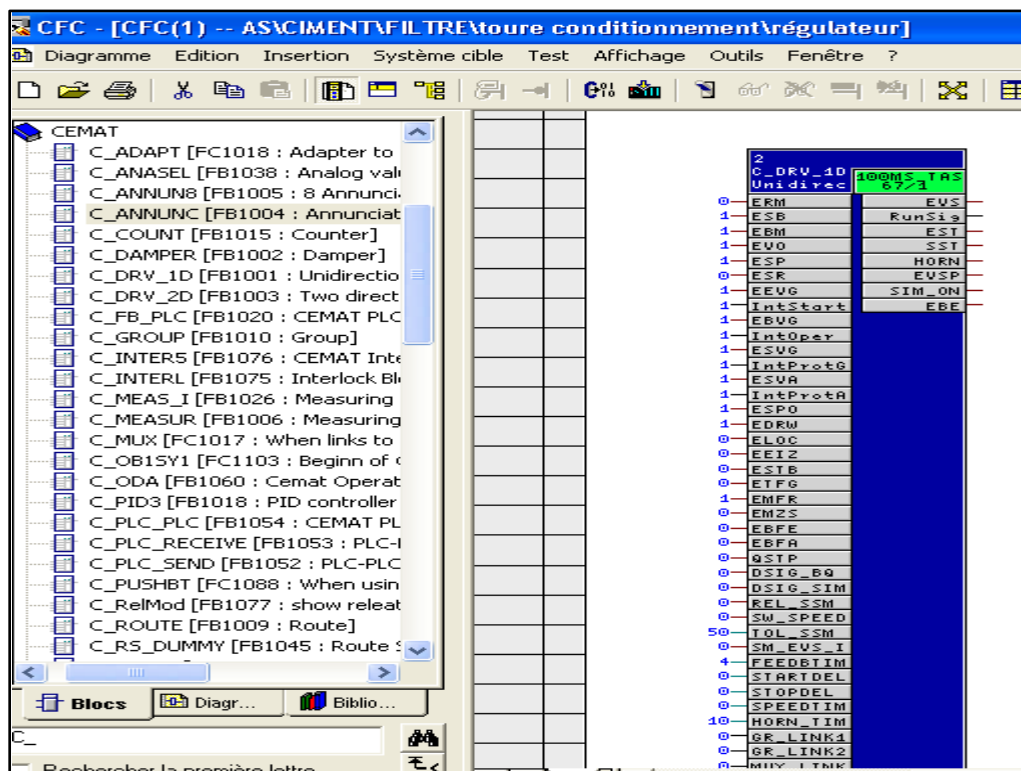 CFC - [CFC(1) -- AS\CIMENT\FILTRE\toure conditionnement\régulateur]
Diagramme Edition Insertion Système cible Test Affichage Outils Fenêtre ?
CEMAT
C_ADAPT [FC1018 : Adapter to
C_ANASEL [FB1038 : Analog val
C_ANNUN8 [FB1005 : 8 Annunci
C_ANNUNC [FB1004 : Annunciat
C_COUNT [FB1015 : Counter]
C_DAMPER [FB1002 : Damper]
C_DRV_1D [FB1001 : Unidirectio
C_DRV_2D [FB1003 : Two direct
C_FB_PLC [FB1020 : CEMAT PLC
C_GROUP [FB1010 : Group]
C_INTER5 [FB1076 : CEMAT Inte
C_INTERL [FB1075 : Interlock Bl
C_MEAS_I [FB1026 : Measuring
C_MEASUR [FB1006 : Measuring
C_MUX [FC1017 : When links to
C_OB1SY1 [FC1103 : Beginn of
C_ODA [FB1060 : Cemat Operat
C_PID3 [FB1018 : PID controller
C_PLC_PLC [FB1054 : CEMAT PL
C_PLC_RECEIVE [FB1053 : PLC-
C_PLC_SEND [FB1052 : PLC-PLC
C_PUSHBT [FC1088 : When usin
C_RelMod [FB1077 : show releat
C_ROUTE [FB1009 : Route]
C_RS_DUMMY [FB1045 : Route
Blocs Diagr... Biblio...
C_
Rechercher la première lettre
2
C_DRV_1D 100MS_TAS
Unidirec 67/1
0 ERM EVS
1 ESB RunSig
1 EBM EST
1 EVO SST
1 ESP HORN
0 ESR EVSP
1 EEVG SIM_ON
1 IntStart EBE
1 EBVG
1 IntOper
1 ESVG
1 IntProtG
1 ESVA
1 IntProtA
1 ESPO
1 EDRW
0 ELOC
0 EEIZ
0 ESTB
0 ETFG
1 EMFR
0 EMZS
0 EBFE
0 EBFA
0 QSTP
0 DSIG_BQ
0 DSIG_SIM
0 REL_SSM
0 SW_SPEED
50 TOL_SSM
0 SM_EVS_I
4 FEEDBTIM
0 STARTDEL
0 STOPDEL
0 SPEEDTIM
10 HORN_TIM
0 GR_LINK1
0 GR_LINK2
0 MUX_LINK